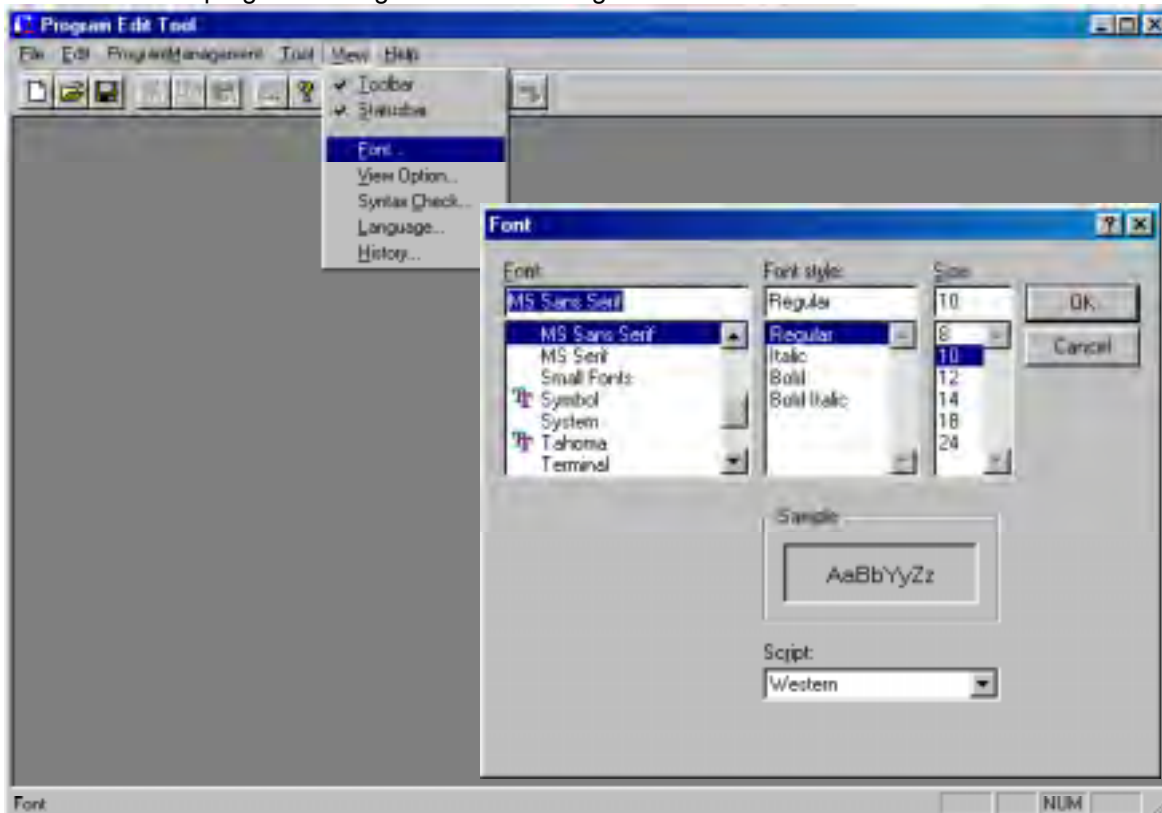 Program Edit Tool
File Edit ProgramManagement Tool View Help
Toolbar
Statusbar
Font...
View Option...
Syntax Check...
Language...
History...
Font
Font:
Font style:
Size:
MS Sans Serif
Regular
10
OK
Cancel
MS Sans Serif
MS Serif
Small Fonts
Symbol
System
Tahoma
Terminal
Regular
Italic
Bold
Bold Italic
8
10
12
14
18
24
Sample
AaBbYyZz
Script:
Western
Font
NUM